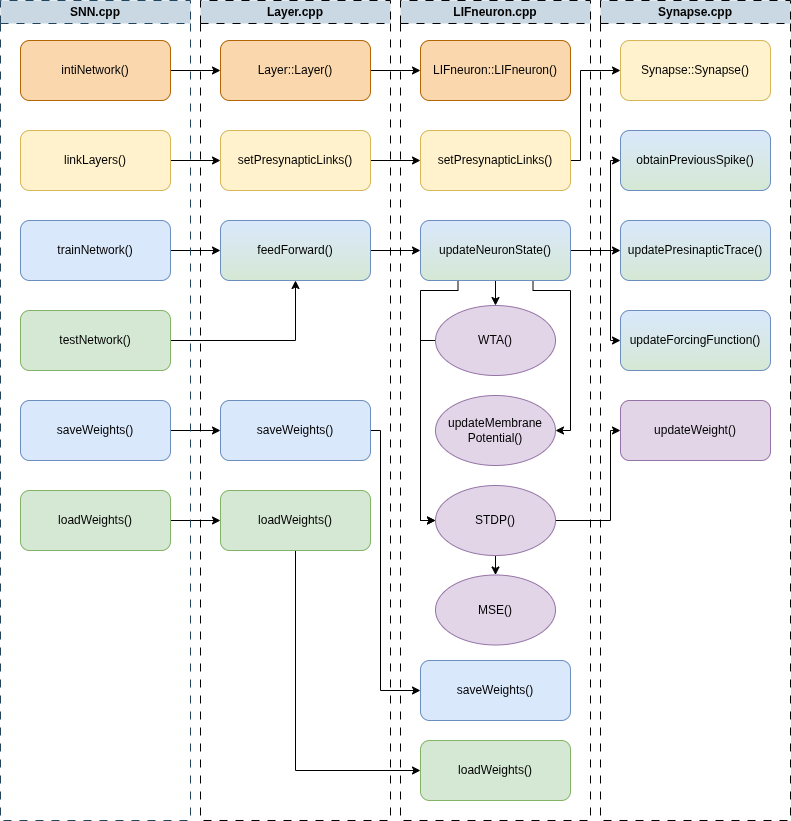 SNN.cpp
Layer.cpp
LIFneuron.cpp
Synapse.cpp
intiNetwork()
Layer::Layer()
LIFneuron::LIFneuron()
Synapse::Synapse()
linkLayers()
setPresynapticLinks()
setPresynapticLinks()
obtainPreviousSpike()
trainNetwork()
feedForward()
updateNeuronState()
updatePresinapticTrace()
testNetwork()
WTA()
updateForcingFunction()
saveWeights()
saveWeights()
updateMembrane
Potential()
updateWeight()
loadWeights()
loadWeights()
STDP()
MSE()
saveWeights()
loadWeights()